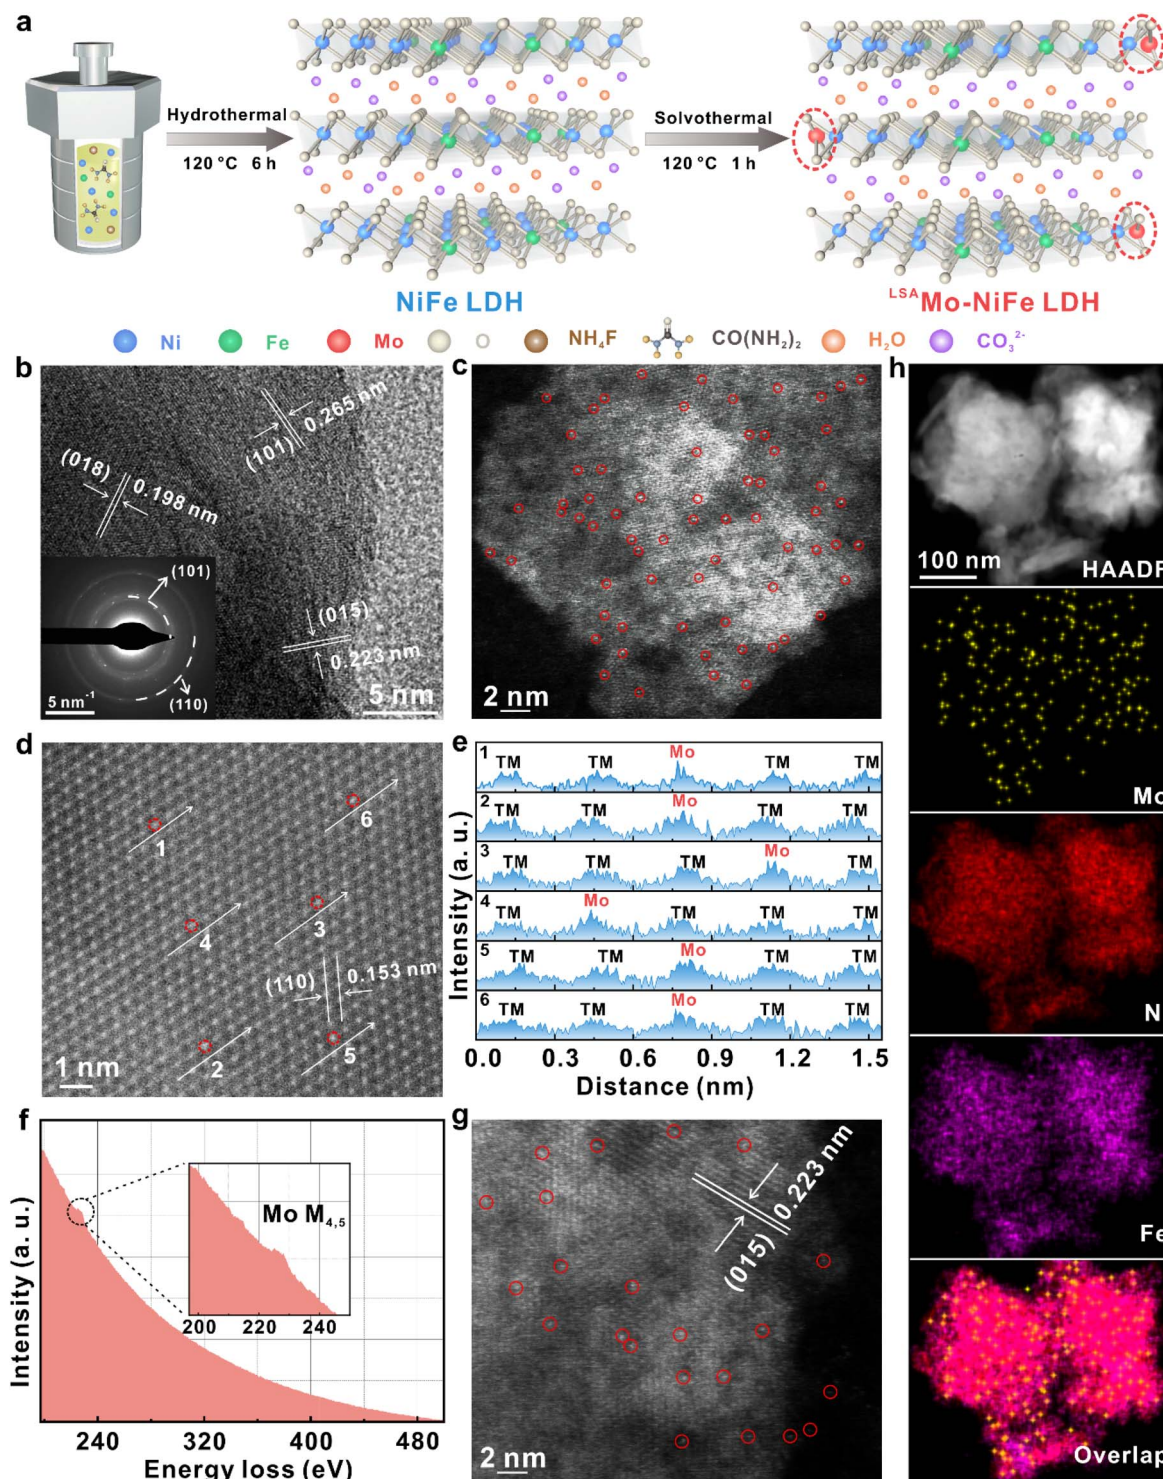 a
Hydrothermal
120 °C 6 h
Solvothermal
120 °C 1 h
NiFe LDH
LSAMo-NiFe LDH
Ni Fe Mo O NH4F CO(NH2)2 H2O CO3 2-
b
(101)
0.265 nm
(018)
0.198 nm
(015)
0.223 nm
(101)
(110)
5 nm-1
5 nm
c
2 nm
d
1
6
4
3
(110)
0.153 nm
2
5
1 nm
e
Intensity (a. u.)
1 TM TM Mo TM TM
2 TM TM Mo TM TM
3 TM TM TM Mo TM
4 TM Mo TM TM TM
5 TM TM Mo TM TM
6 TM TM Mo TM TM
0.0 0.3 0.6 0.9 1.2 1.5
Distance (nm)
f
Intensity (a. u.)
Mo M4,5
200 220 240
240 320 400 480
Energy loss (eV)
g
0.223 nm
(015)
2 nm
h
100 nm
HAADF
Mo
N
Fe
Overlap